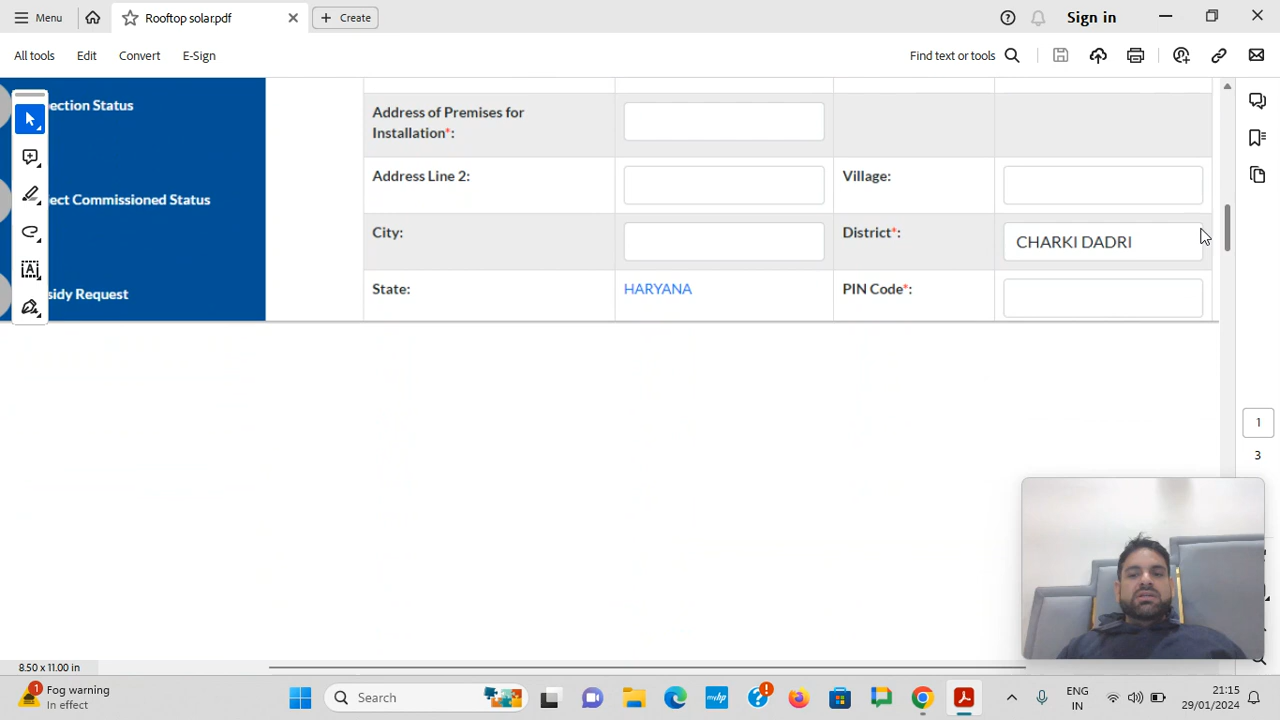 Menu
Rooftop solar.pdf
Create
Sign in
All tools
Edit
Convert
E-Sign
Find text or tools
ection Status
Address of Premises for
Installation*:
ect Commissioned Status
Address Line 2:
Village:
City:
District*:
CHARKI DADRI
sidy Request
State:
HARYANA
PIN Code*:
1
3
8.50 x 11.00 in
1
Fog warning
In effect
Search
ENG
IN
21:15
29/01/2024